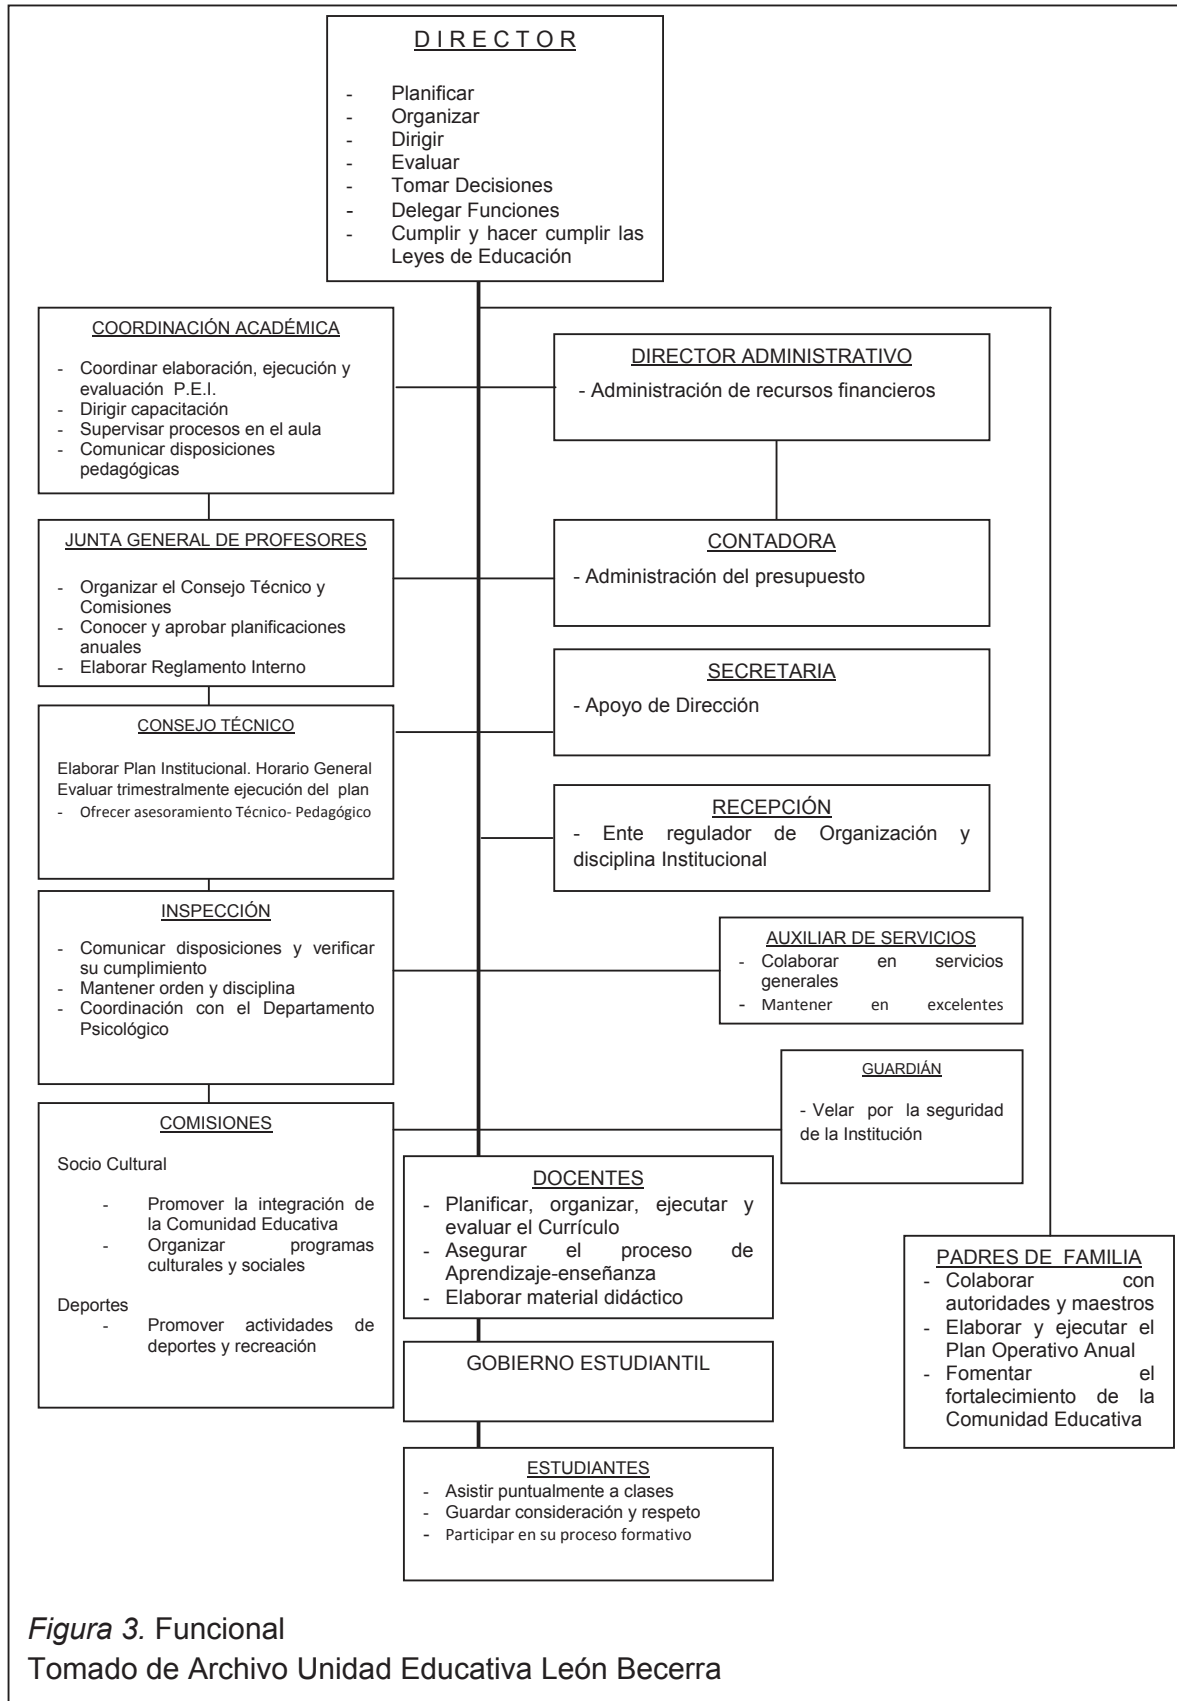 D I R E C T O R
- Planificar
- Organizar
- Dirigir
- Evaluar
- Tomar Decisiones
- Delegar Funciones
- Cumplir y hacer cumplir las
Leyes de Educación
COORDINACIÓN ACADÉMICA
- Coordinar elaboración, ejecución y
evaluación P.E.I.
- Dirigir capacitación
- Supervisar procesos en el aula
- Comunicar disposiciones
pedagógicas
DIRECTOR ADMINISTRATIVO
- Administración de recursos financieros
JUNTA GENERAL DE PROFESORES
- Organizar el Consejo Técnico y
Comisiones
- Conocer y aprobar planificaciones
anuales
- Elaborar Reglamento Interno
CONTADORA
- Administración del presupuesto
SECRETARIA
- Apoyo de Dirección
CONSEJO TÉCNICO
Elaborar Plan Institucional. Horario General
Evaluar trimestralmente ejecución del plan
- Ofrecer asesoramiento Técnico- Pedagógico
RECEPCIÓN
- Ente regulador de Organización y
disciplina Institucional
INSPECCIÓN
- Comunicar disposiciones y verificar
su cumplimiento
- Mantener orden y disciplina
- Coordinación con el Departamento
Psicológico
AUXILIAR DE SERVICIOS
- Colaborar en servicios
generales
- Mantener en excelentes
GUARDIÁN
- Velar por la seguridad
de la Institución
COMISIONES
Socio Cultural
- Promover la integración de
la Comunidad Educativa
- Organizar programas
culturales y sociales
Deportes
- Promover actividades de
deportes y recreación
DOCENTES
- Planificar, organizar, ejecutar y
evaluar el Currículo
- Asegurar el proceso de
Aprendizaje-enseñanza
- Elaborar material didáctico
PADRES DE FAMILIA
- Colaborar con
autoridades y maestros
- Elaborar y ejecutar el
Plan Operativo Anual
- Fomentar el
fortalecimiento de la
Comunidad Educativa
GOBIERNO ESTUDIANTIL
ESTUDIANTES
- Asistir puntualmente a clases
- Guardar consideración y respeto
- Participar en su proceso formativo
Figura 3. Funcional
Tomado de Archivo Unidad Educativa León Becerra